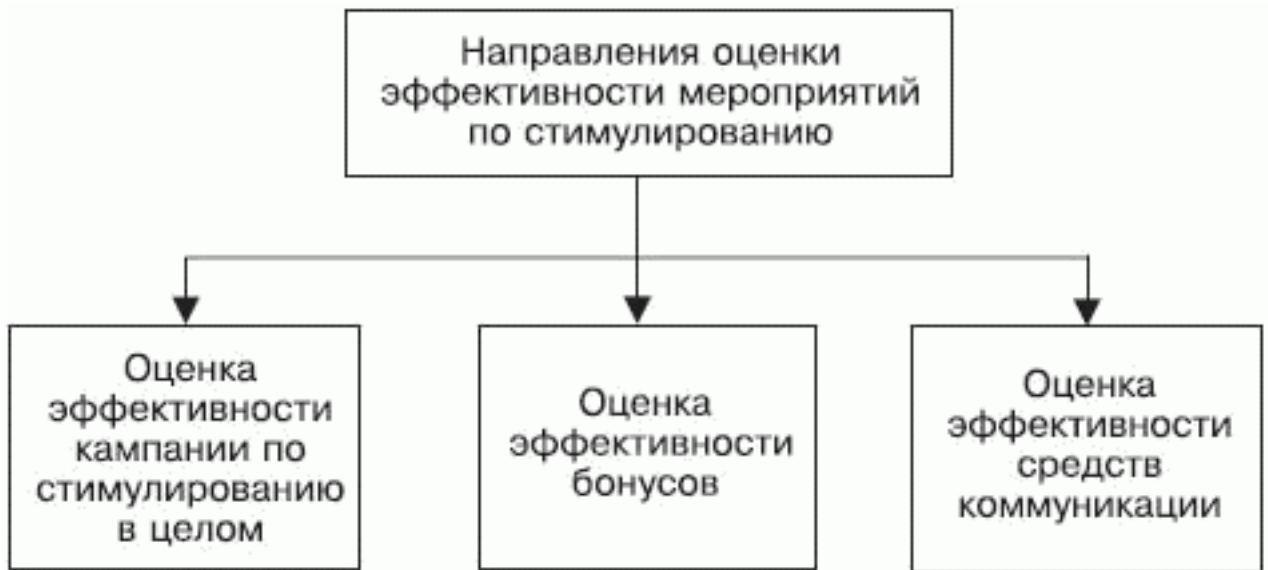 Направления оценки
эффективности мероприятий
по стимулированию
Оценка
эффективности
кампании по
стимулированию
в целом
Оценка
эффективности
бонусов
Оценка
эффективности
средств
коммуникации